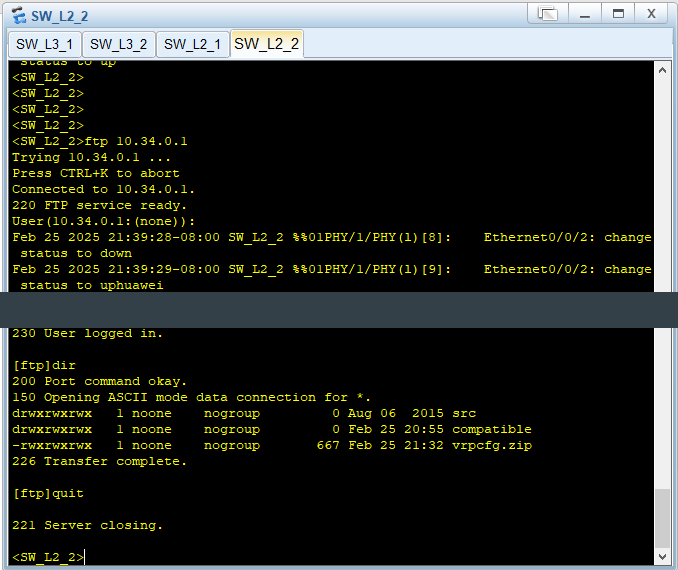 SW_L2_2
SW_L3_1 SW_L3_2 SW_L2_1 SW_L2_2
status to up
<SW_L2_2>
<SW_L2_2>
<SW_L2_2>
<SW_L2_2>
<SW_L2_2>ftp 10.34.0.1
Trying 10.34.0.1 ...
Press CTRL+K to abort
Connected to 10.34.0.1.
220 FTP service ready.
User(10.34.0.1:(none)):
Feb 25 2025 21:39:28-08:00 SW_L2_2 %%01PHY/1/PHY(l)[8]:    Ethernet0/0/2: change
 status to down
Feb 25 2025 21:39:29-08:00 SW_L2_2 %%01PHY/1/PHY(l)[9]:    Ethernet0/0/2: change
 status to uphuawei
230 User logged in.
[ftp]dir
200 Port command okay.
150 Opening ASCII mode data connection for *.
drwxrwxrwx   1 noone    nogroup         0 Aug 06  2015 src
drwxrwxrwx   1 noone    nogroup         0 Feb 25 20:55 compatible
-rwxrwxrwx   1 noone    nogroup       667 Feb 25 21:32 vrpcfg.zip
226 Transfer complete.
[ftp]quit
221 Server closing.
<SW_L2_2>